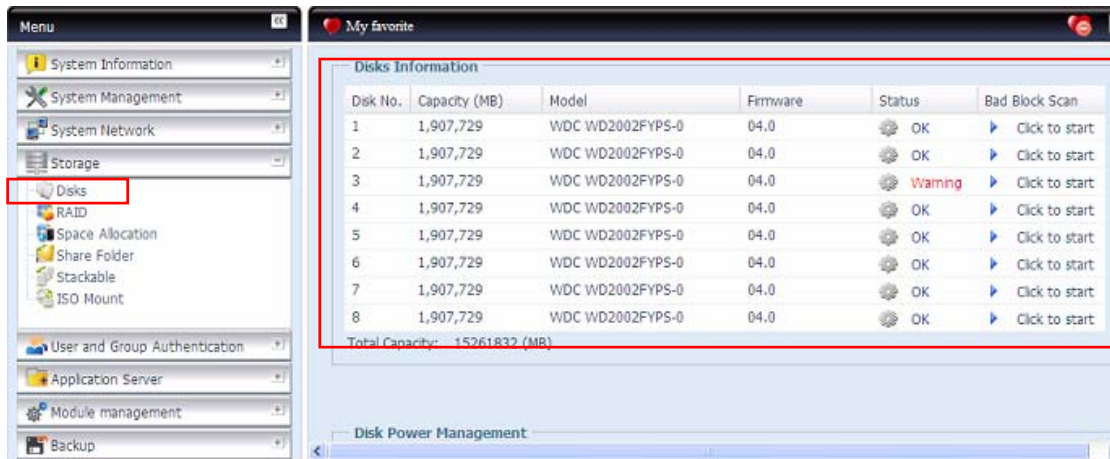 Menu
System Information
System Management
System Network
Storage
Disks
RAID
Space Allocation
Share Folder
Stackable
ISO Mount
User and Group Authentication
Application Server
Module management
Backup
My favorite
Disks Information
Disk No. Capacity (MB) Model Firmware Status Bad Block Scan
1 1,907,729 WDC WD2002FYPS-0 04.0 OK Click to start
2 1,907,729 WDC WD2002FYPS-0 04.0 OK Click to start
3 1,907,729 WDC WD2002FYPS-0 04.0 Warning Click to start
4 1,907,729 WDC WD2002FYPS-0 04.0 OK Click to start
5 1,907,729 WDC WD2002FYPS-0 04.0 OK Click to start
6 1,907,729 WDC WD2002FYPS-0 04.0 OK Click to start
7 1,907,729 WDC WD2002FYPS-0 04.0 OK Click to start
8 1,907,729 WDC WD2002FYPS-0 04.0 OK Click to start
Total Capacity: 15261832 (MB)
Disk Power Management